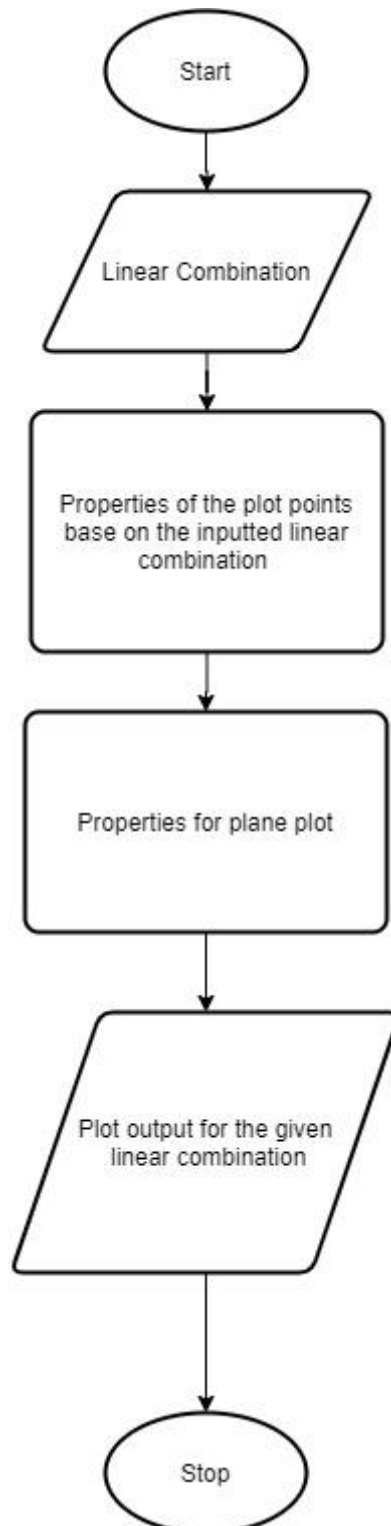 Start
Linear Combination
Properties of the plot points
base on the inputted linear
combination
Properties for plane plot
Plot output for the given
linear combination
Stop